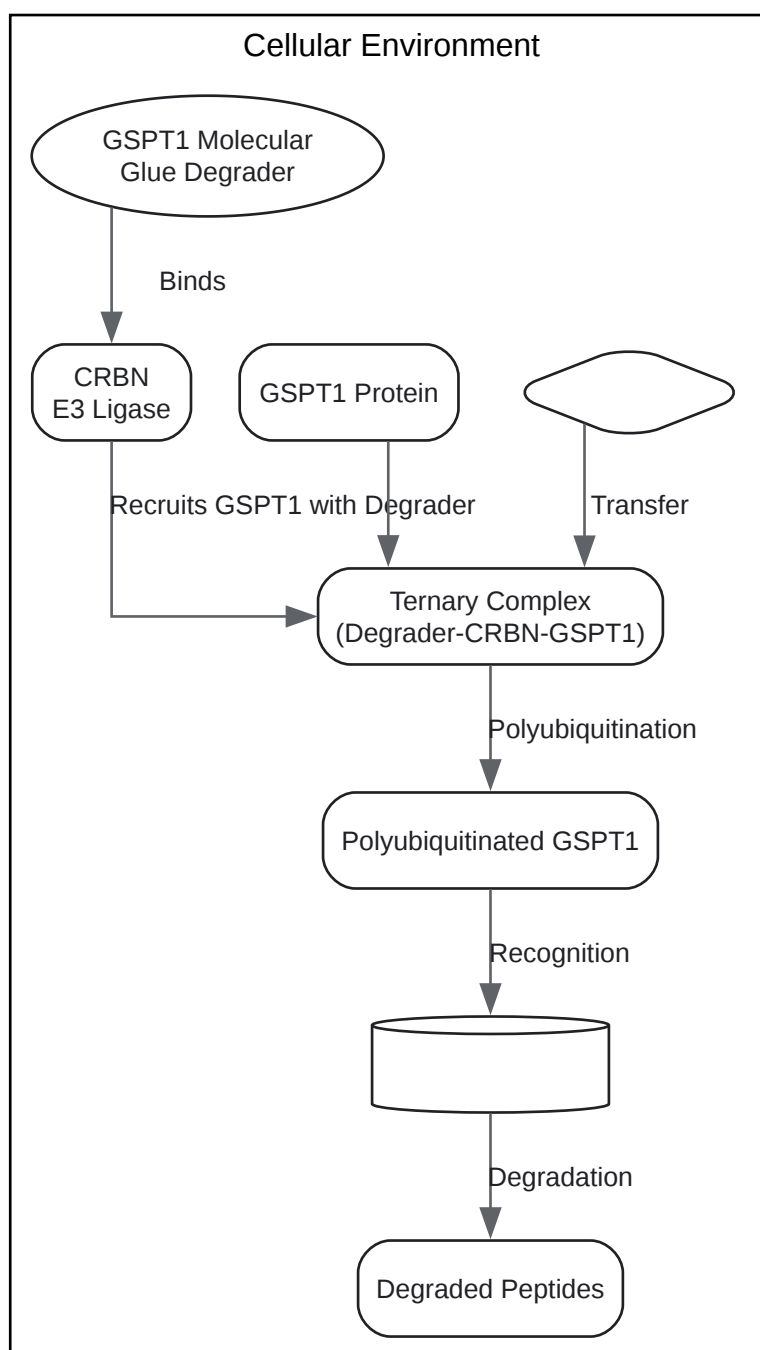 Cellular Environment
GSPT1 Molecular
Glue Degrader
Binds
CRBN
E3 Ligase
GSPT1 Protein
Recruits GSPT1 with Degrader
Transfer
Ternary Complex
(Degrader-CRBN-GSPT1)
Polyubiquitination
Polyubiquitinated GSPT1
Recognition
Degradation
Degraded Peptides